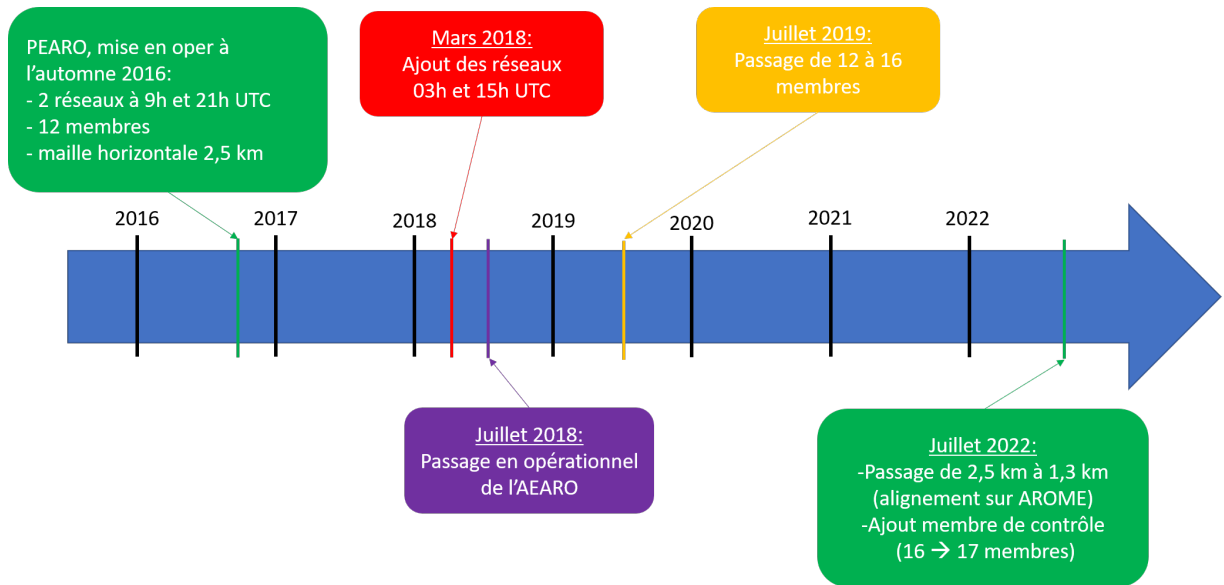 PEARO, mise en oper à
l'automne 2016:
- 2 réseaux à 9h et 21h UTC
- 12 membres
- maille horizontale 2,5 km
Mars 2018:
Ajout des réseaux
03h et 15h UTC
Juillet 2019:
Passage de 12 à 16
membres
2016
2017
2018
2019
2020
2021
2022
Juillet 2018:
Passage en opérationnel
de l'AEARO
Juillet 2022:
-Passage de 2,5 km à 1,3 km
(alignement sur AROME)
-Ajout membre de contrôle
(16 → 17 membres)